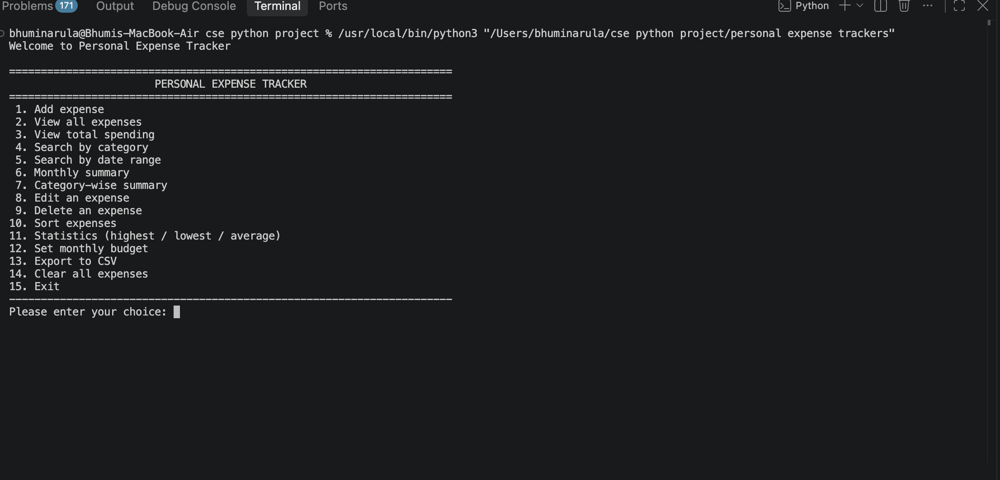 Problems 171 Output Debug Console Terminal Ports Python
bhuminarula@Bhumis-MacBook-Air cse python project % /usr/local/bin/python3 "/Users/bhuminarula/cse python project/personal expense trackers"
Welcome to Personal Expense Tracker
======================================================================
PERSONAL EXPENSE TRACKER
======================================================================
1. Add expense
2. View all expenses
3. View total spending
4. Search by category
5. Search by date range
6. Monthly summary
7. Category-wise summary
8. Edit an expense
9. Delete an expense
10. Sort expenses
11. Statistics (highest / lowest / average)
12. Set monthly budget
13. Export to CSV
14. Clear all expenses
15. Exit
----------------------------------------------------------------------
Please enter your choice: